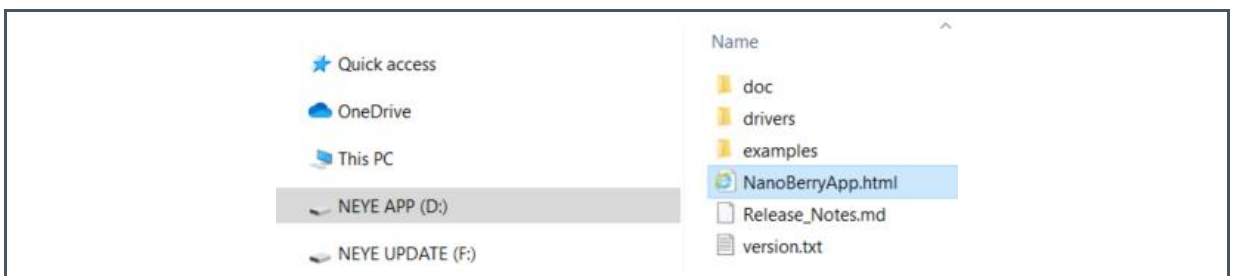 Quick access
OneDrive
This PC
NEYE APP (D:)
NEYE UPDATE (F:)
Name
doc
drivers
examples
NanoBerryApp.html
Release_Notes.md
version.txt